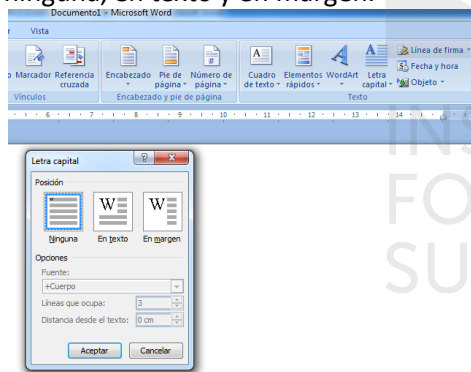 ninguna, en texto y en margen.
Documento1 - Microsoft Word
Vista
Marcador Referencia cruzada
Encabezado
Pie de página
Número de página
Cuadro de texto
Elementos rápidos
WordArt
Letra capital
Línea de firma
Fecha y hora
Objeto
Vínculos
Encabezado y pie de página
Texto
6 7 8 9 10 11 12 13 14
Letra capital
Posición
W W W
Ninguna En texto En margen
Opciones
Fuente:
+Cuerpo
Líneas que ocupa: 3
Distancia desde el texto: 0 cm
Aceptar Cancelar
INS
FO
SU